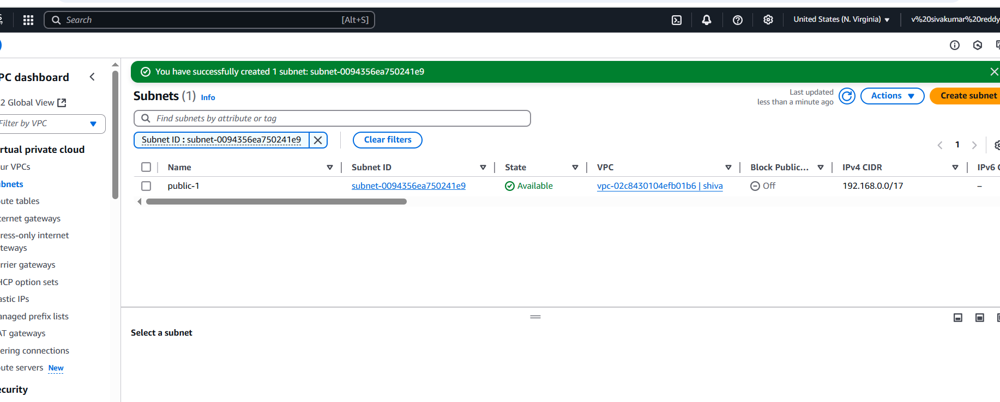 Search [Alt+S] United States (N. Virginia) v%20sivakumar%20reddy
You have successfully created 1 subnet: subnet-0094356ea750241e9
PC dashboard
Subnets (1) Info
Last updated
less than a minute ago
Actions
Create subnet
2 Global View
Find subnets by attribute or tag
Filter by VPC
Subnet ID : subnet-0094356ea750241e9
Clear filters
1
rtual private cloud
ur VPCs
bnets
ute tables
ternet gateways
ress-only internet
teways
rrier gateways
HCP option sets
astic IPs
anaged prefix lists
AT gateways
ering connections
ute servers New
ecurity
Name Subnet ID State VPC Block Public... IPv4 CIDR IPv6 C
public-1 subnet-0094356ea750241e9 Available vpc-02c8430104efb01b6 | shiva Off 192.168.0.0/17 –
Select a subnet